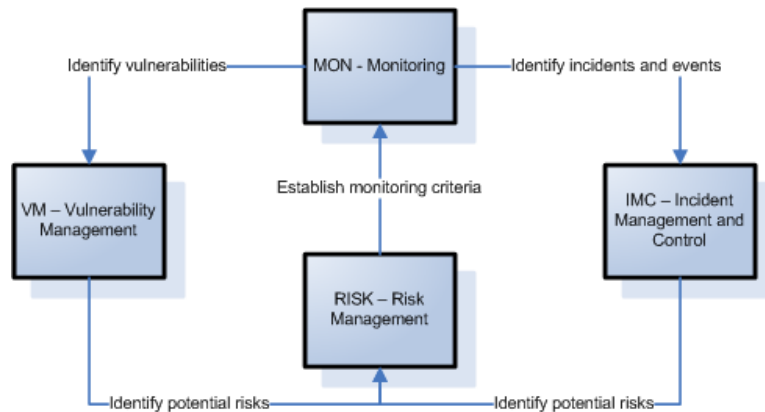 MON - Monitoring
Identify vulnerabilities
Identify incidents and events
VM – Vulnerability
Management
Establish monitoring criteria
IMC – Incident
Management and
Control
RISK – Risk
Management
Identify potential risks
Identify potential risks